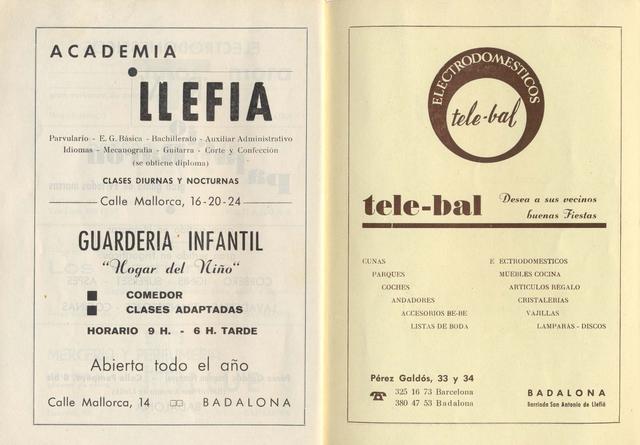 ACADEMIA
LLEFIA
Parvulario - E. G. Básica - Bachillerato - Auxiliar Administrativo
Idiomas - Mecanografia - Guitarra - Corte y Confección
(se obtiene diploma)
CLASES DIURNAS Y NOCTURNAS
Calle Mallorca, 16-20-24
GUARDERIA INFANTIL
"Hogar del Niño"
COMEDOR
CLASES ADAPTADAS
HORARIO 9 H. - 6 H. TARDE
Abierta todo el año
Calle Mallorca, 14 BADALONA
ELECTRODOMESTICOS
tele-bal
tele-bal Desea a sus vecinos
buenas Fiestas
CUNAS
PARQUES
COCHES
ANDADORES
ACCESORIOS BE-BE
LISTAS DE BODA
E ECTRODOMESTICOS
MUEBLES COCINA
ARTICULOS REGALO
CRISTALERIAS
VAJILLAS
LAMPARAS - DISCOS
Pérez Galdós, 33 y 34
☎ 325 16 73 Barcelona
380 47 53 Badalona
BADALONA
Barriada San Antonio de Llefiá